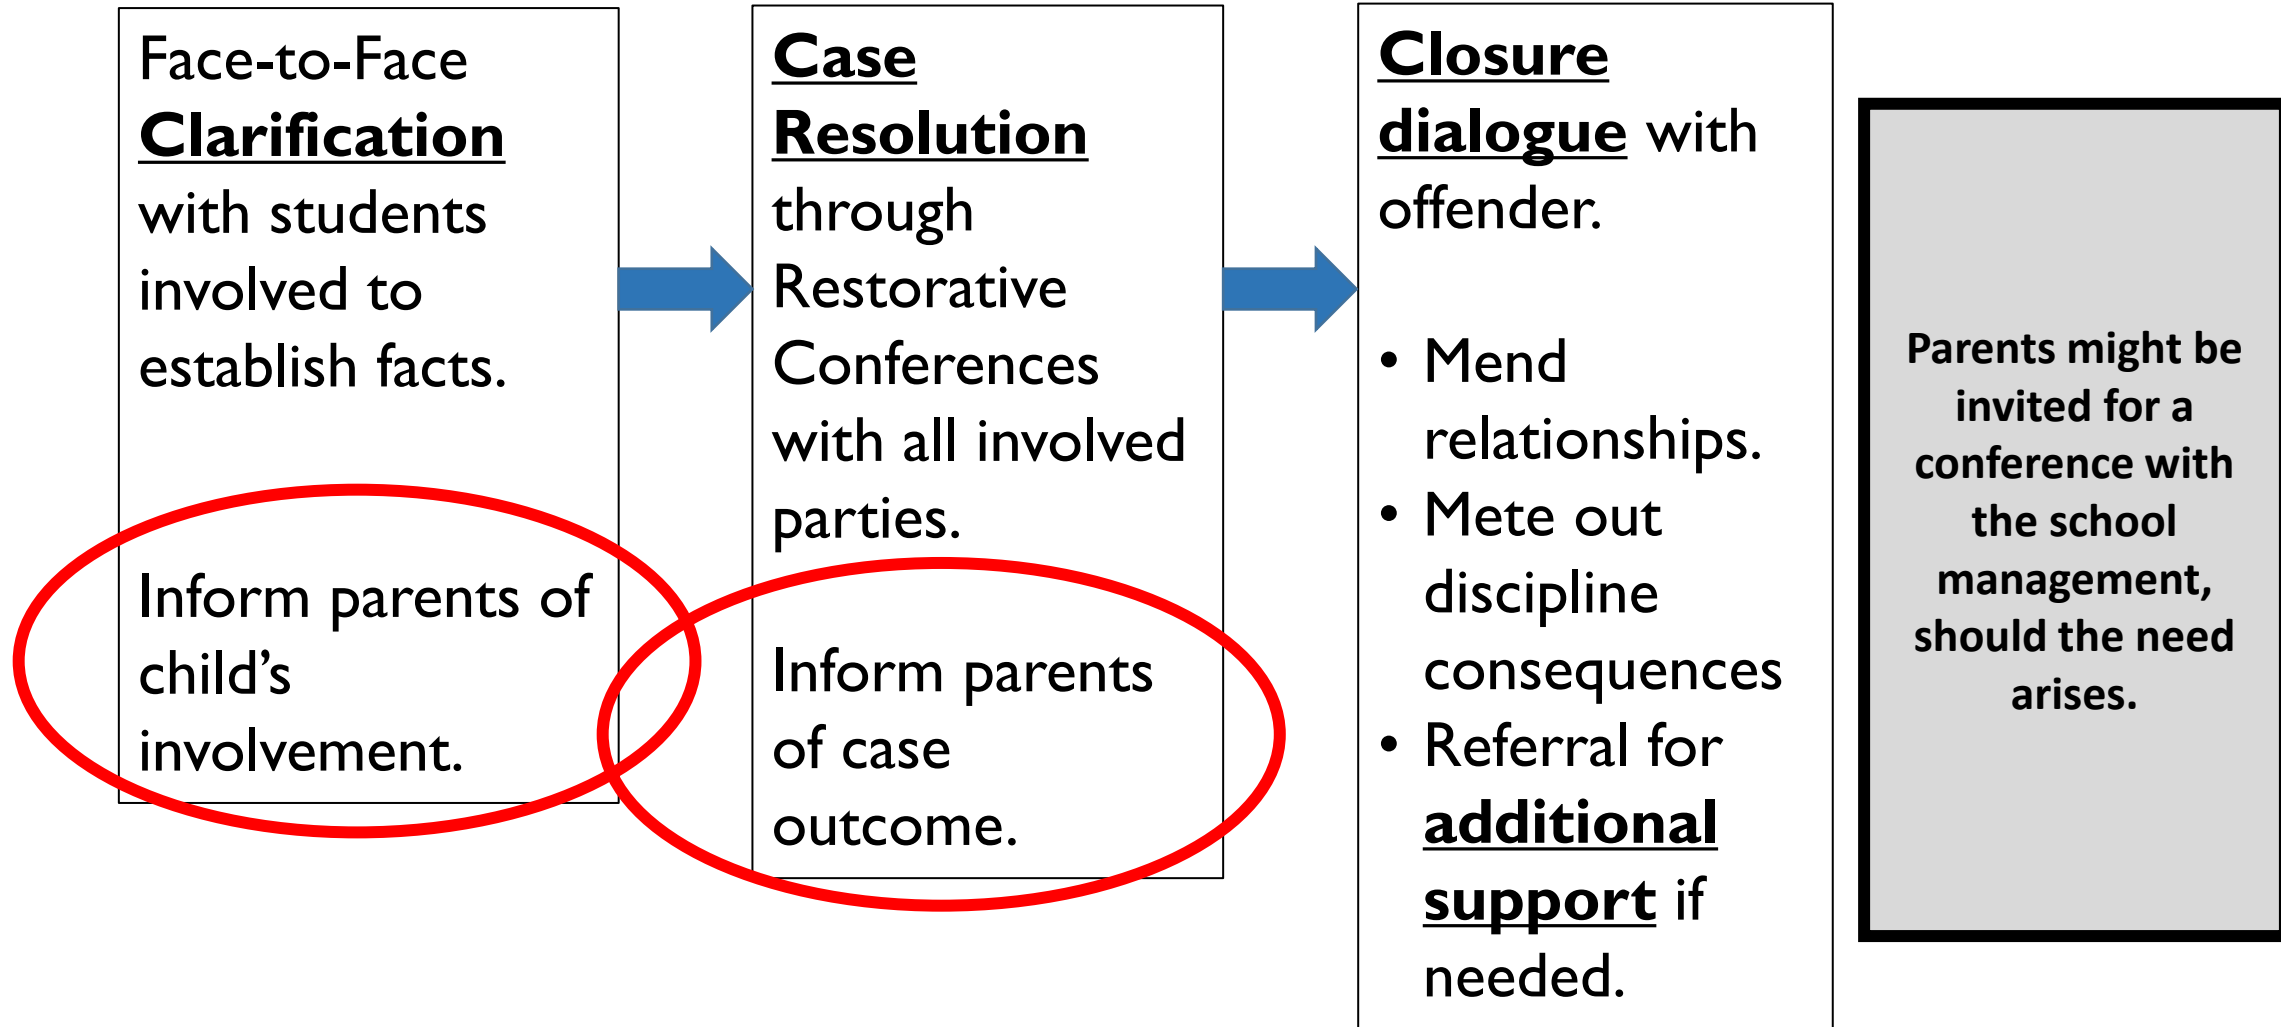 Face-to-Face
Clarification
with students
involved to
establish facts.
Inform parents of
child’s
involvement.
Case
Resolution
through
Restorative
Conferences
with all involved
parties.
Inform parents
of case
outcome.
Closure
dialogue with
offender.
• Mend
relationships.
• Mete out
discipline
consequences
• Referral for
additional
support if
needed.
Parents might be
invited for a
conference with
the school
management,
should the need
arises.